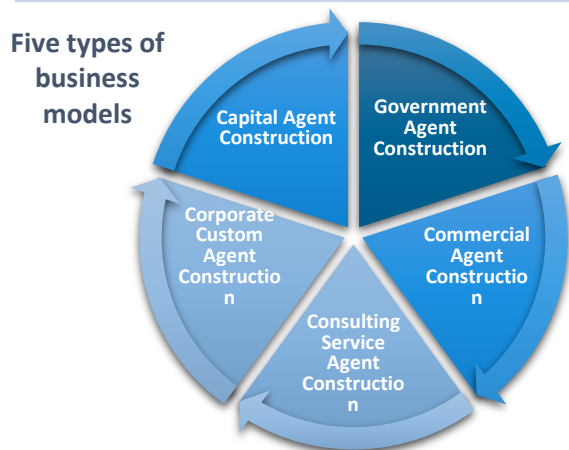 Five types of
business
models
Capital Agent
Construction
Government
Agent
Construction
Corporate
Custom
Agent
Constructio
n
Commercial
Agent
Constructio
n
Consulting
Service
Agent
Constructio
n